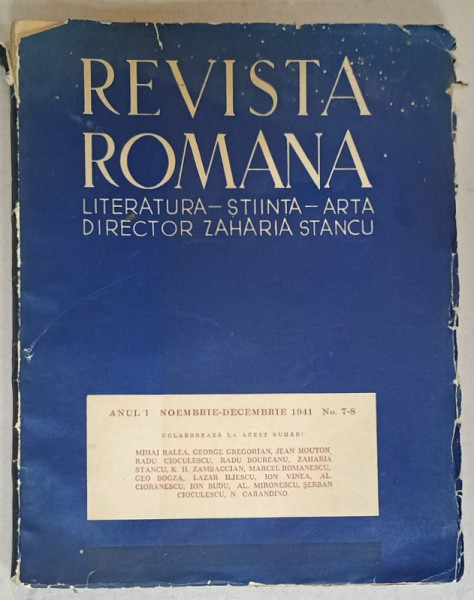 REVISTA
ROMANA
LITERATURA – ȘTIINTA – ARTA
DIRECTOR ZAHARIA STANCU
ANUL I NOEMBRIE-DECEMBRIE 1941 No. 7-8
COLABOREAZĂ LA ACEST NUMĂR:
MIHAI RALEA, GEORGE GREGORIAN, JEAN MOUTON,
RADU CIOCULESCU, RADU BOUREANU, ZAHARIA
STANCU, K. H. ZAMBACCIAN, MARCEL ROMANESCU,
GEO BOGZA, LAZAR ILIESCU, ION VINEA, AL.
CIORANESCU, ION BUDU, AL. MIRONESCU, ȘERBAN
CIOCULESCU, N. CARANDINO.